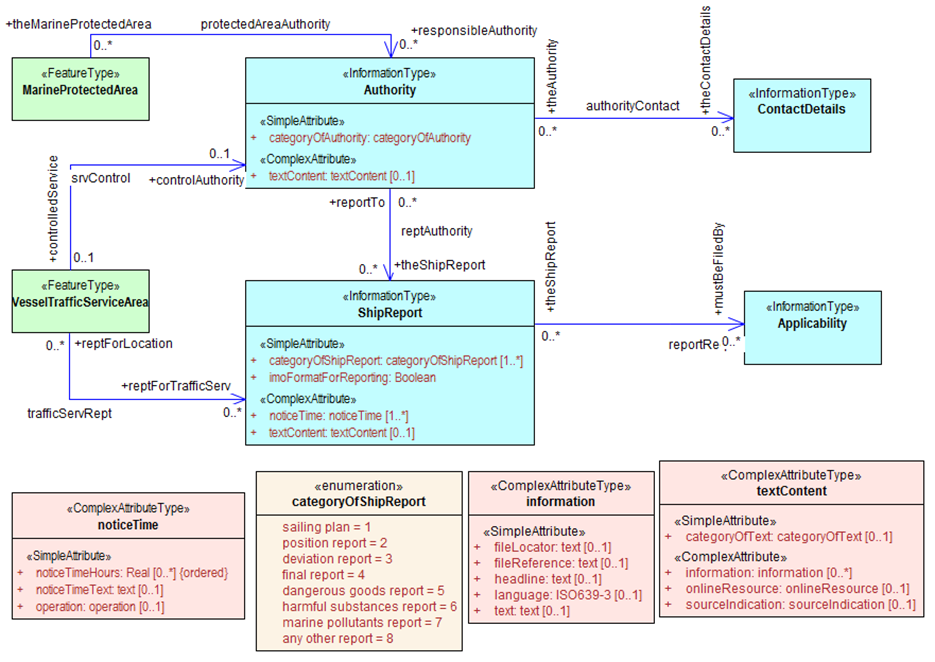 +theMarineProtectedArea
protectedAreaAuthority
0..*
0..*
+responsibleAuthority
«FeatureType»
MarineProtectedArea
«InformationType»
Authority
«SimpleAttribute»
+ categoryOfAuthority: categoryOfAuthority
«ComplexAttribute»
+ textContent: textContent [0..1]
+theAuthority
0..*
authorityContact
+theContactDetails
0..*
«InformationType»
ContactDetails
0..1
+controlAuthority
srvControl
+controlledService
0..1
+reportTo
0..*
reptAuthority
0..*
+theShipReport
«FeatureType»
VesselTrafficServiceArea
0..*
+reptForLocation
+reptForTrafficServ
trafficServRept
0..*
«InformationType»
ShipReport
«SimpleAttribute»
+ categoryOfShipReport: categoryOfShipReport [1..*]
+ imoFormatForReporting: Boolean
«ComplexAttribute»
+ noticeTime: noticeTime [1..*]
+ textContent: textContent [0..1]
+theShipReport
0..*
+mustBeFiledBy
reportRe
0..*
«InformationType»
Applicability
«ComplexAttributeType»
noticeTime
«SimpleAttribute»
+ noticeTimeHours: Real [0..*] {ordered}
+ noticeTimeText: text [0..1]
+ operation: operation [0..1]
«enumeration»
categoryOfShipReport
sailing plan = 1
position report = 2
deviation report = 3
final report = 4
dangerous goods report = 5
harmful substances report = 6
marine pollutants report = 7
any other report = 8
«ComplexAttributeType»
information
«SimpleAttribute»
+ fileLocator: text [0..1]
+ fileReference: text [0..1]
+ headline: text [0..1]
+ language: ISO639-3 [0..1]
+ text: text [0..1]
«ComplexAttributeType»
textContent
«SimpleAttribute»
+ categoryOfText: categoryOfText [0..1]
«ComplexAttribute»
+ information: information [0..*]
+ onlineResource: onlineResource [0..1]
+ sourceIndication: sourceIndication [0..1]